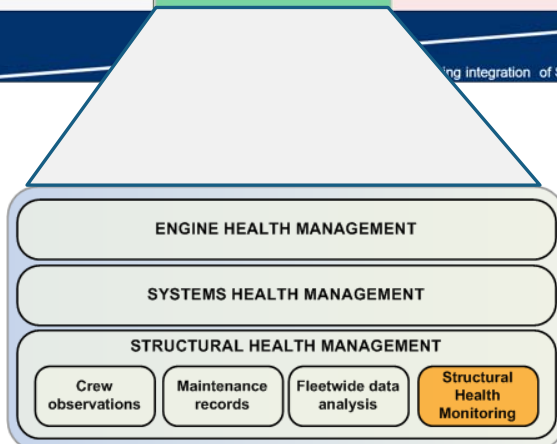 integration of
ENGINE HEALTH MANAGEMENT
SYSTEMS HEALTH MANAGEMENT
STRUCTURAL HEALTH MANAGEMENT
Crew
observations
Maintenance
records
Fleetwide data
analysis
Structural
Health
Monitoring